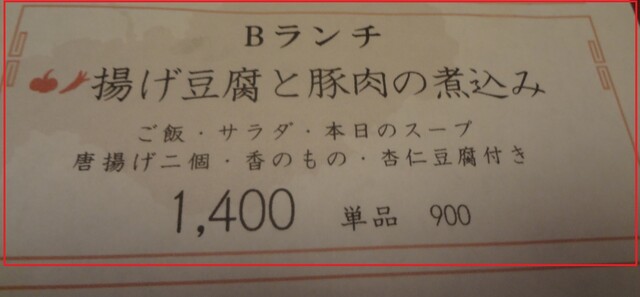 Bランチ
揚げ豆腐と豚肉の煮込み
ご飯・サラダ・本日のスープ
唐揚げ二個・香のもの・杏仁豆腐付き
1,400 単品 900